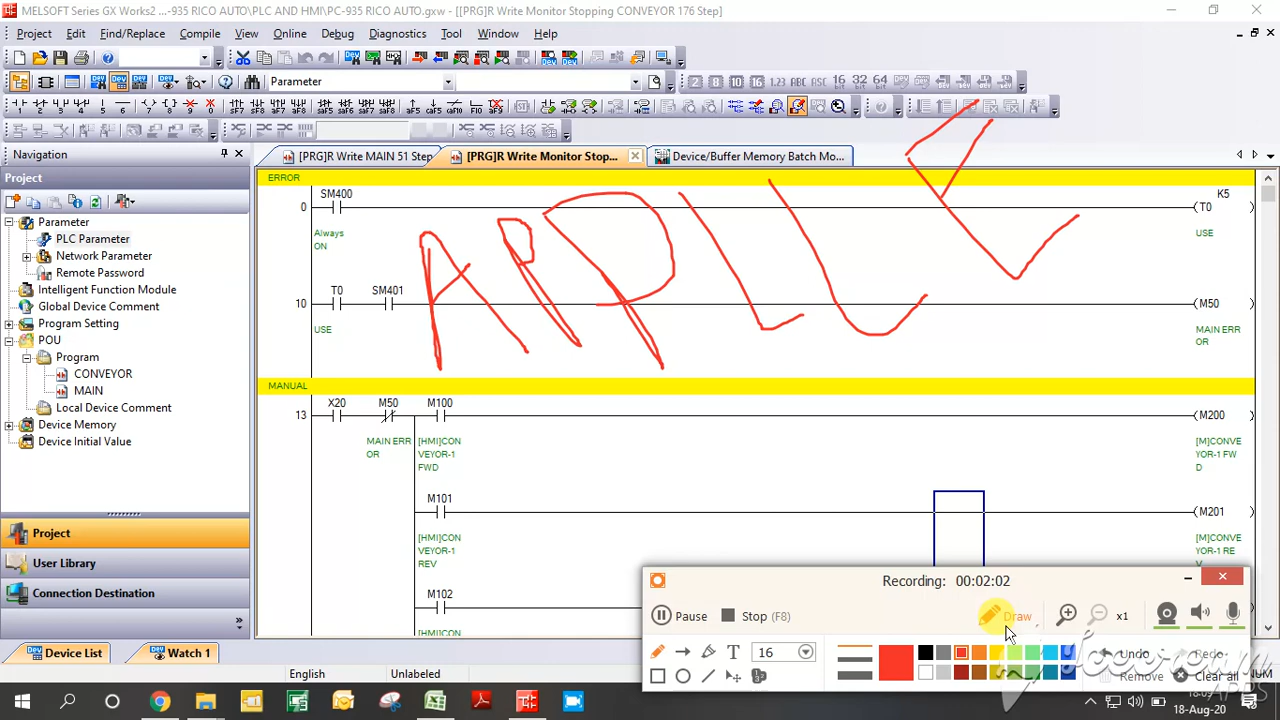 MELSOFT Series GX Works2 ...-935 RICO AUTO\PLC AND HMI\PC-935 RICO AUTO.gxw - [[PRG]R Write Monitor Stopping CONVEYOR 176 Step]
Project Edit Find/Replace Compile View Online Debug Diagnostics Tool Window Help
Parameter
Navigation
[PRG]R Write MAIN 51 Step
[PRG]R Write Monitor Stop...
Device/Buffer Memory Batch Mo...
Project
Parameter
PLC Parameter
Network Parameter
Remote Password
Intelligent Function Module
Global Device Comment
Program Setting
POU
Program
CONVEYOR
MAIN
Local Device Comment
Device Memory
Device Initial Value
Project
User Library
Connection Destination
ERROR
SM400 K5
0 T0
Always ON USE
T0 SM401
10 M50
USE MAIN ERR
OR
APPLY
MANUAL
X20 M50 M100
13 M200
MAIN ERR
OR
[HMI]CON
VEYOR-1
FWD
[M]CONVE
YOR-1 FW
D
M101
M201
[HMI]CON
VEYOR-1
REV
[M]CONVE
YOR-1 RE
V
M102
[HMI]CON
Recording: 00:02:02
Pause Stop (F8) Draw x1
T 16 Undo Redo
Remove Clear all
Device List Watch 1
English Unlabeled NUM
18-Aug-20